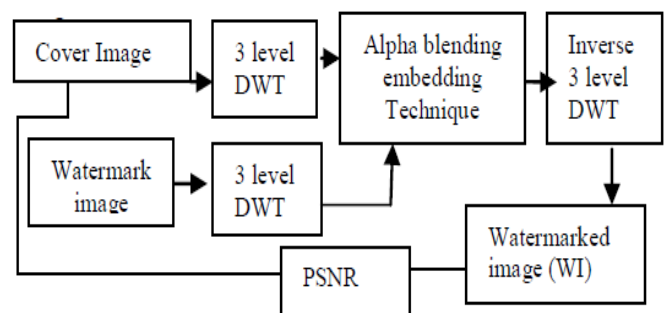 Cover Image
3 level
DWT
Alpha blending
embedding
Technique
Inverse
3 level
DWT
Watermark
image
3 level
DWT
Watermarked
image (WI)
PSNR